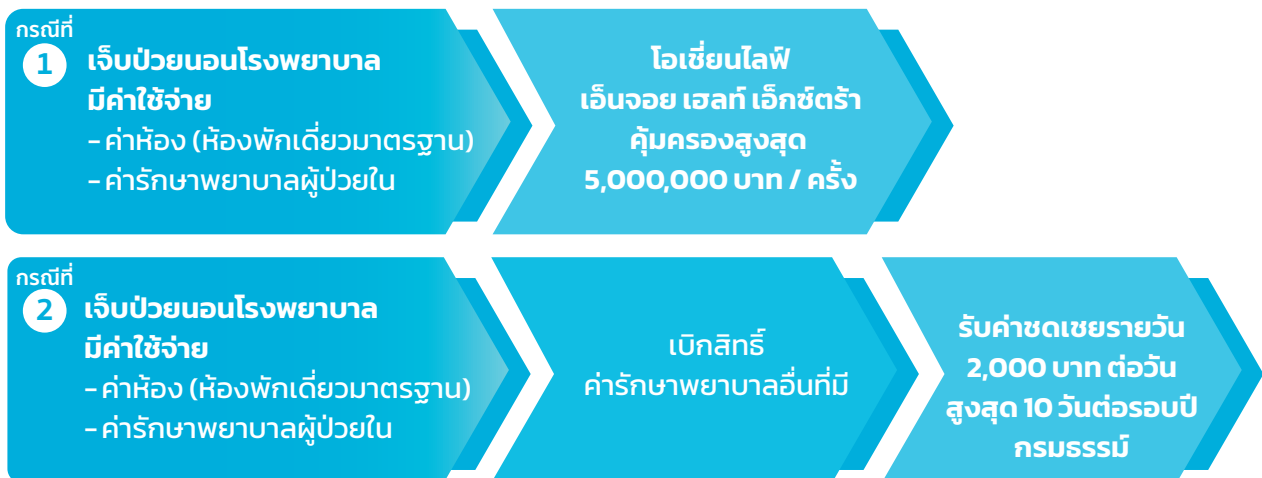 กรณีที่
1 เจ็บป่วยนอนโรงพยาบาล
มีค่าใช้จ่าย
- ค่าห้อง (ห้องพักเดี่ยวมาตรฐาน)
- ค่ารักษาพยาบาลผู้ป่วยใน
โอเชี่ยนไลฟ์
เอ็นจอย เฮลท์ เอ็กซ์ตร้า
คุ้มครองสูงสุด
5,000,000 บาท / ครั้ง
กรณีที่
2 เจ็บป่วยนอนโรงพยาบาล
มีค่าใช้จ่าย
- ค่าห้อง (ห้องพักเดี่ยวมาตรฐาน)
- ค่ารักษาพยาบาลผู้ป่วยใน
เบิกสิทธิ์
ค่ารักษาพยาบาลอื่นที่มี
รับค่าชดเชยรายวัน
2,000 บาท ต่อวัน
สูงสุด 10 วันต่อรอบปี
กรมธรรม์